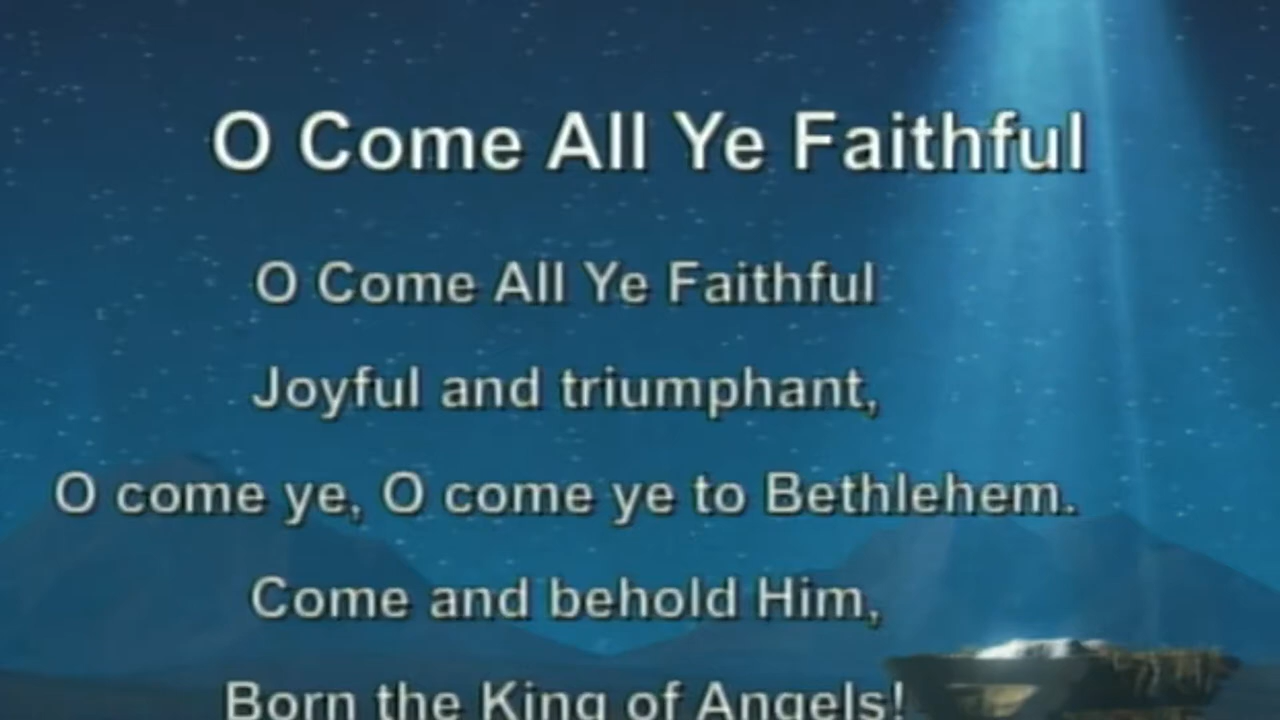 O Come All Ye Faithful
O Come All Ye Faithful
Joyful and triumphant,
O come ye, O come ye to Bethlehem.
Come and behold Him,
Born the King of Angels!